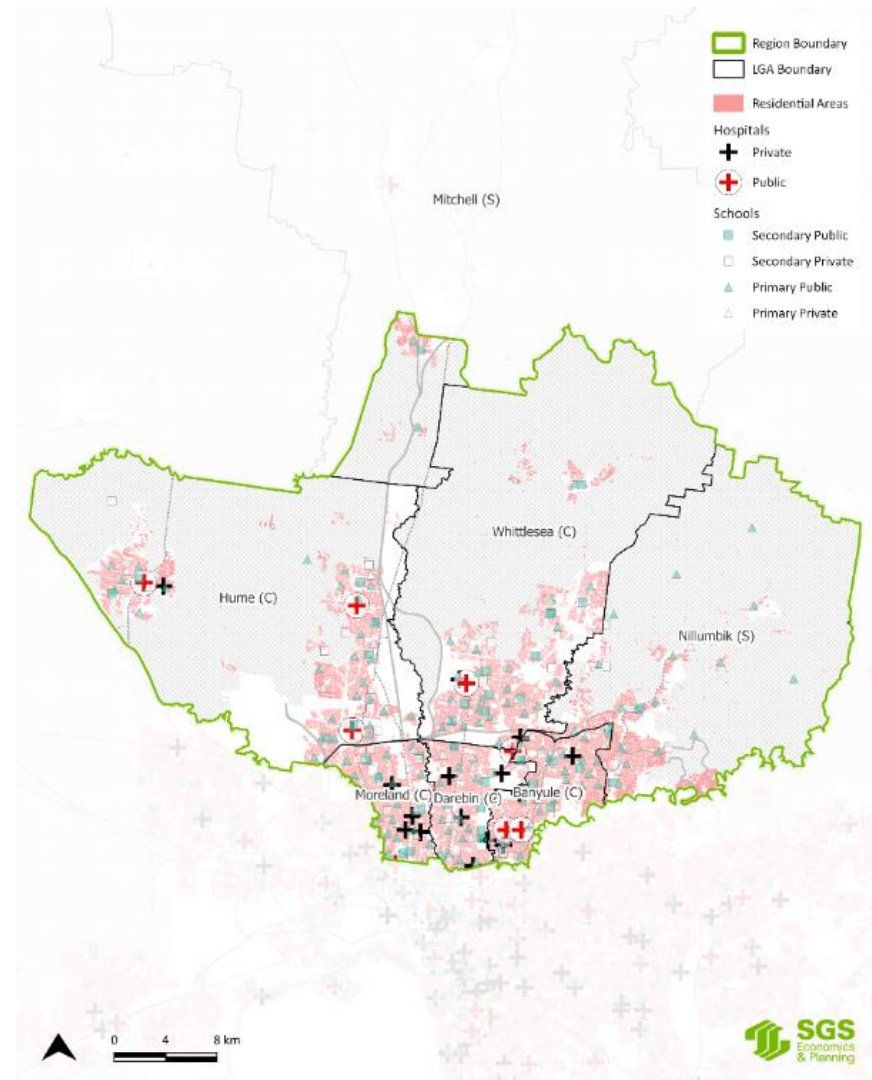 Region Boundary
LGA Boundary
Residential Areas
Hospitals
Private
Public
Schools
Secondary Public
Secondary Private
Primary Public
Primary Private
Mitchell (S)
Whittlesea (C)
Hume (C)
Nillumbik (S)
Moreland (C)
Darebin (C)
Banyule (C)
0 4 8 km
SGS
Economics
& Planning